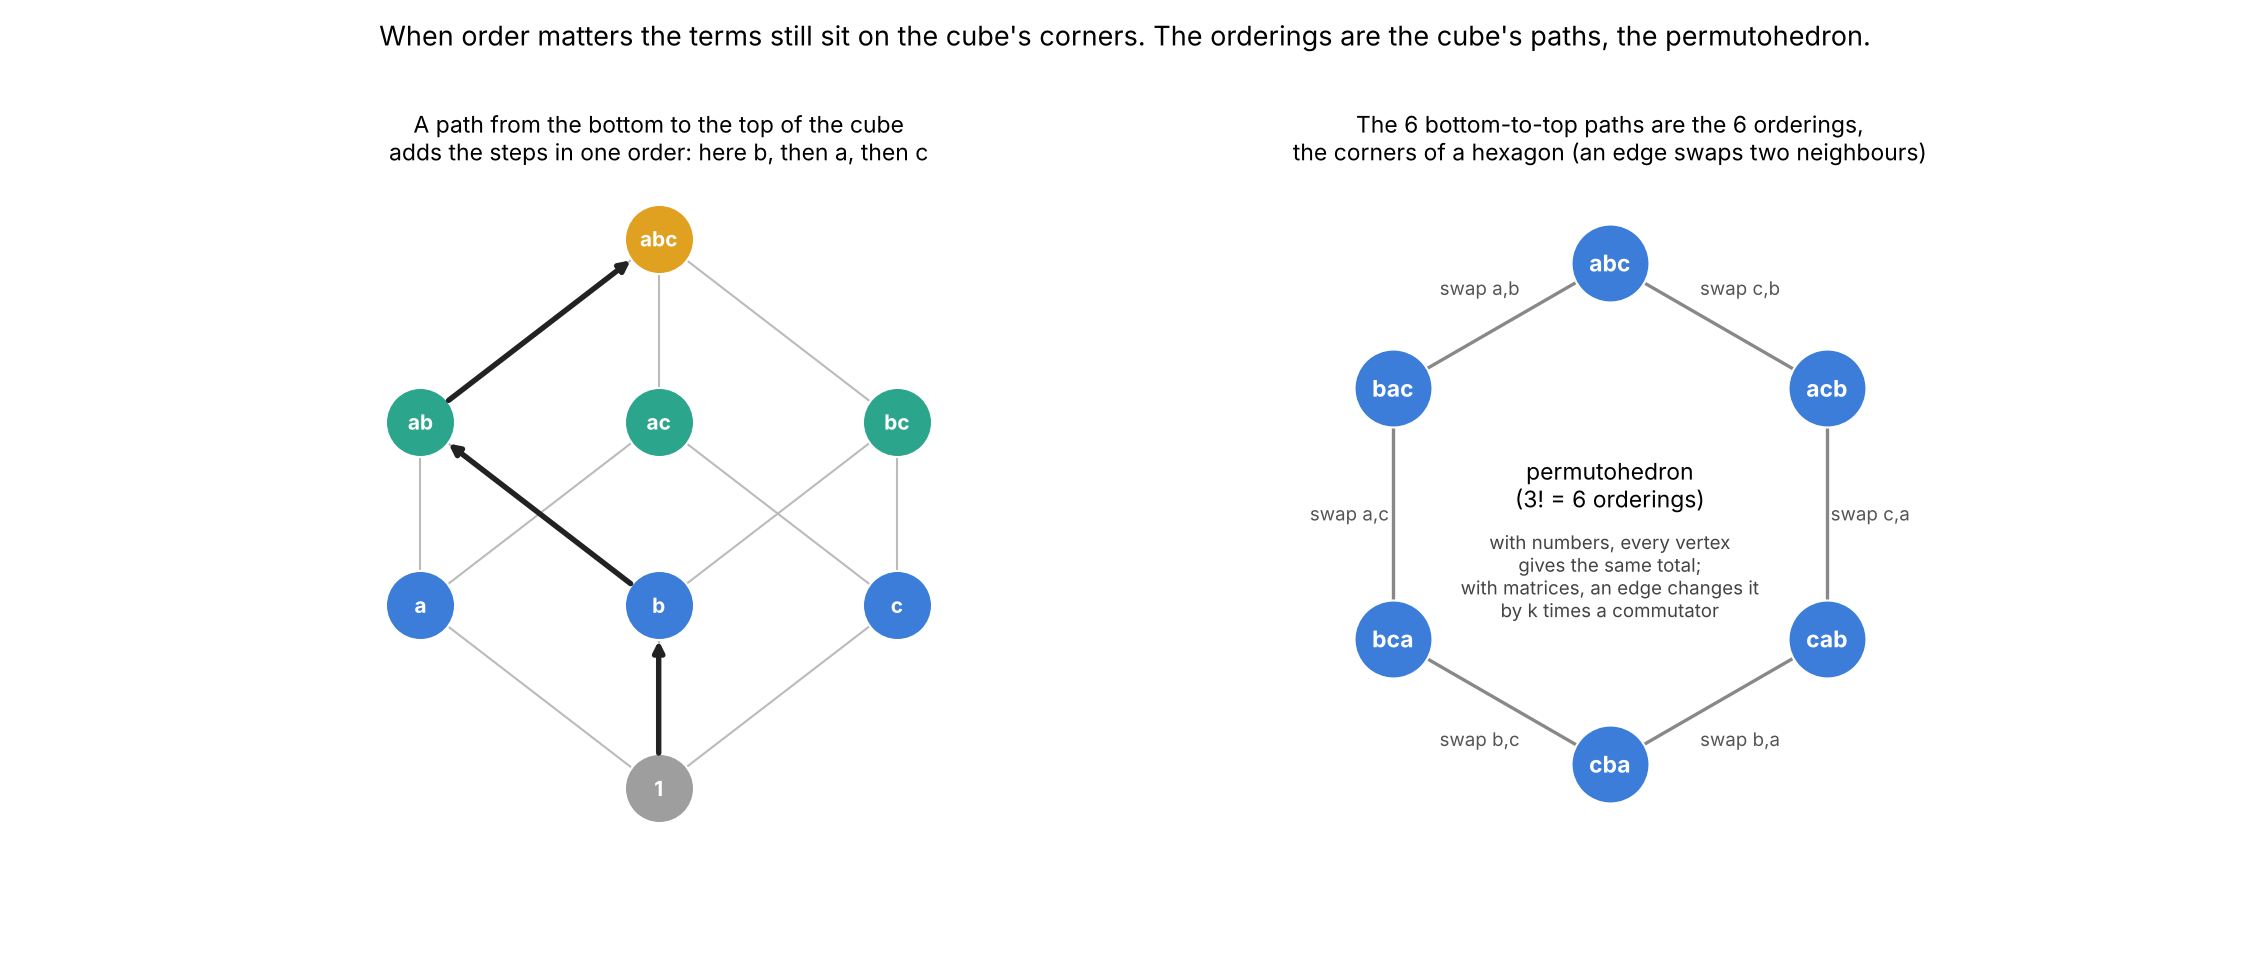 When order matters the terms still sit on the cube's corners. The orderings are the cube's paths, the permutohedron.
A path from the bottom to the top of the cube
adds the steps in one order: here b, then a, then c
abc
ab
ac
bc
a
b
c
1
The 6 bottom-to-top paths are the 6 orderings,
the corners of a hexagon (an edge swaps two neighbours)
abc
swap a,b
swap c,b
bac
acb
permutohedron
(3! = 6 orderings)
swap a,c
swap c,a
with numbers, every vertex
gives the same total;
with matrices, an edge changes it
by k times a commutator
bca
cab
swap b,c
swap b,a
cba